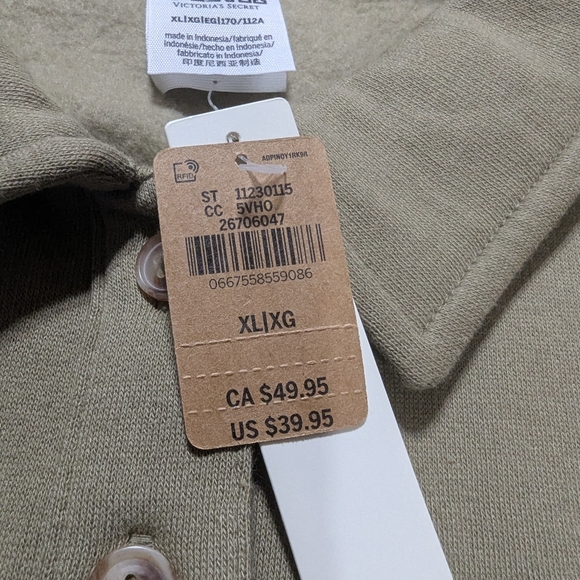 VICTORIA'S SECRET
XL|XG|EG|170/112A
made in Indonesia/fabriqué en
Indonésie/hecho en Indonesia/
fabbricato in Indonesia/
印度尼西亚制造
RFID
ST 11230115
CC 5VHO
26706047
0667558559086
XL|XG
CA $49.95
US $39.95